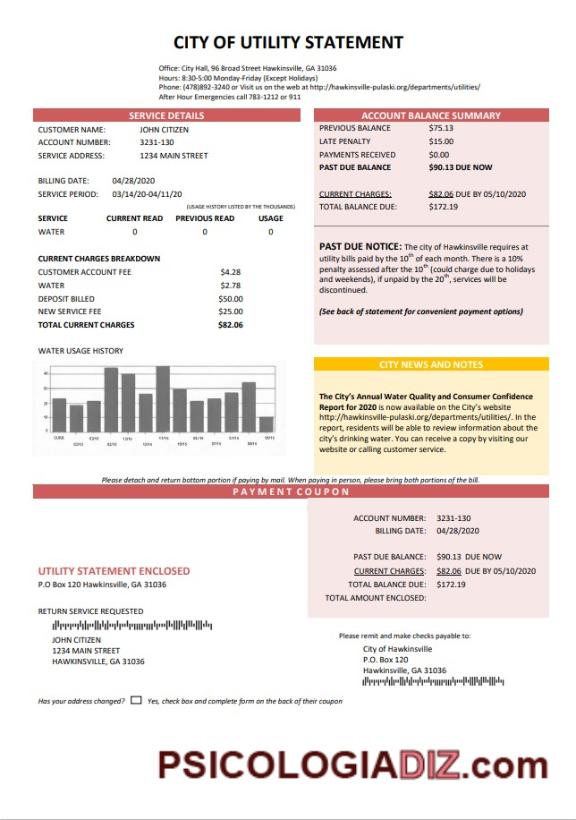 CITY OF UTILITY STATEMENT
Office: City Hall, 96 Broad Street Hawkinsville, GA 31036
Hours: 8:30-5:00 Monday-Friday (Except Holidays)
Phone: (478)892-3240 or Visit us on the web at http://hawkinsville-pulaski.org/departments/utilities/
After Hour Emergencies call 783-1212 or 911
SERVICE DETAILS
CUSTOMER NAME: JOHN CITIZEN
ACCOUNT NUMBER: 3231-130
SERVICE ADDRESS: 1234 MAIN STREET
BILLING DATE: 04/28/2020
SERVICE PERIOD: 03/14/20-04/11/20
(USAGE HISTORY LISTED BY THE THOUSANDS)
SERVICE CURRENT READ PREVIOUS READ USAGE
WATER 0 0 0
CURRENT CHARGES BREAKDOWN
CUSTOMER ACCOUNT FEE $4.28
WATER $2.78
DEPOSIT BILLED $50.00
NEW SERVICE FEE $25.00
TOTAL CURRENT CHARGES $82.06
WATER USAGE HISTORY
40
30
20
10
0
ACCOUNT BALANCE SUMMARY
PREVIOUS BALANCE $75.13
LATE PENALTY $15.00
PAYMENTS RECEIVED $0.00
PAST DUE BALANCE $90.13 DUE NOW
CURRENT CHARGES: $82.06 DUE BY 05/10/2020
TOTAL BALANCE DUE: $172.19
PAST DUE NOTICE: The city of Hawkinsville requires at
utility bills paid by the 10th of each month. There is a 10%
penalty assessed after the 10th (could charge due to holidays
and weekends), if unpaid by the 20th, services will be
discontinued.
(See back of statement for convenient payment options)
CITY NEWS AND NOTES
The City's Annual Water Quality and Consumer Confidence
Report for 2020 is now available on the City's website
http://hawkinsville-pulaski.org/departments/utilities/. In the
report, residents will be able to review information about the
city's drinking water. You can receive a copy by visiting our
website or calling customer service.
Please detach and return bottom portion if paying by mail. When paying in person, please bring both portions of the bill.
PAYMENT COUPON
ACCOUNT NUMBER: 3231-130
BILLING DATE: 04/28/2020
PAST DUE BALANCE: $90.13 DUE NOW
CURRENT CHARGES: $82.06 DUE BY 05/10/2020
TOTAL BALANCE DUE: $172.19
TOTAL AMOUNT ENCLOSED:
UTILITY STATEMENT ENCLOSED
P.O Box 120 Hawkinsville, GA 31036
RETURN SERVICE REQUESTED
JOHN CITIZEN
1234 MAIN STREET
HAWKINSVILLE, GA 31036
Please remit and make checks payable to:
City of Hawkinsville
P.O. Box 120
Hawkinsville, GA 31036
Has your address changed? Yes, check box and complete form on the back of their coupon
PSICOLOGIADIZ.com